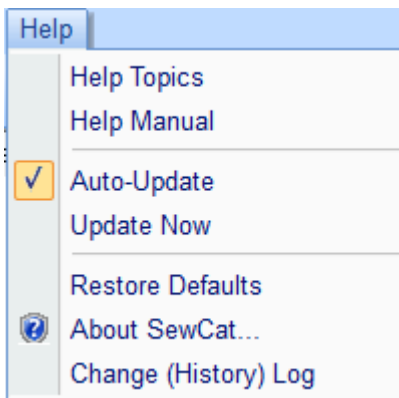 Help
Help Topics
Help Manual
Auto-Update
Update Now
Restore Defaults
About SewCat...
Change (History) Log